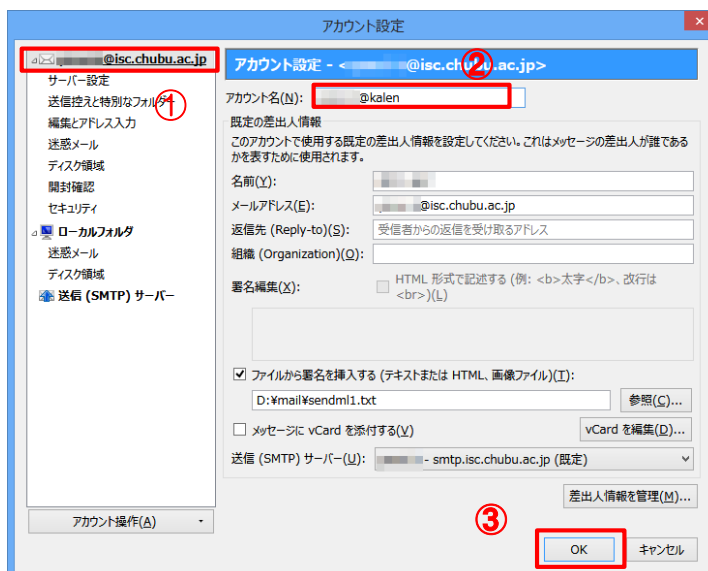 アカウント設定
@isc.chubu.ac.jp
サーバー設定
送信控えと特別なフォルダー
①
編集とアドレス入力
迷惑メール
ディスク領域
開封確認
セキュリティ
ローカルフォルダ
迷惑メール
ディスク領域
送信 (SMTP) サーバー
アカウント操作(A)
アカウント設定 - < @isc.chubu.ac.jp>
②
アカウント名(N): @kalen
既定の差出人情報
このアカウントで使用する既定の差出人情報を設定してください。これはメッセージの差出人が誰である
かを表すために使用されます。
名前(Y):
メールアドレス(E): @isc.chubu.ac.jp
返信先 (Reply-to)(S): 受信者からの返信を受け取るアドレス
組織 (Organization)(O):
署名編集(X): HTML 形式で記述する (例: <b>太字</b>、改行は
<br>)(L)
ファイルから署名を挿入する (テキストまたは HTML、画像ファイル)(T):
D:¥mail¥sendml1.txt 参照(C)...
メッセージに vCard を添付する(V) vCard を編集(D)...
送信 (SMTP) サーバー(U): - smtp.isc.chubu.ac.jp (既定)
差出人情報を管理(M)...
③
OK キャンセル